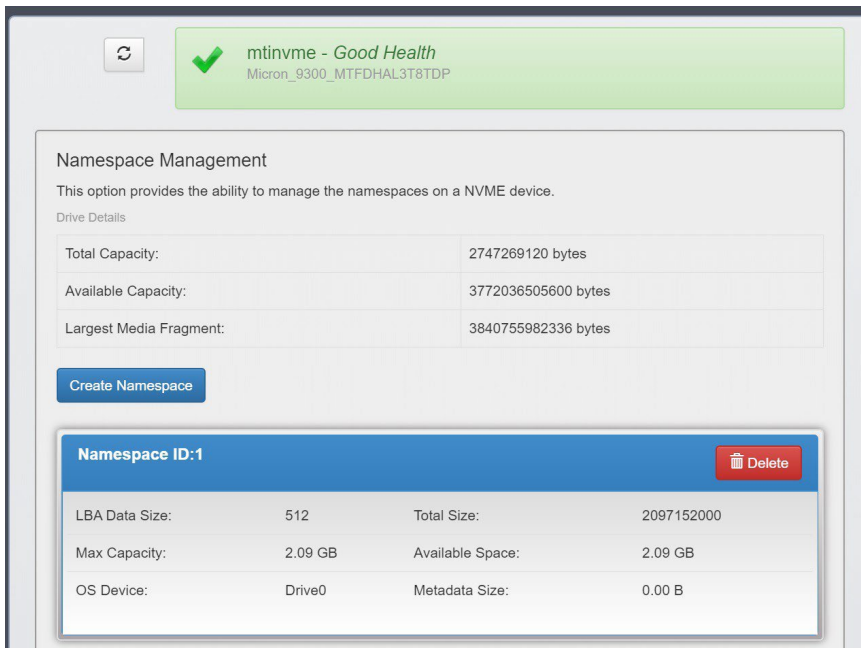 mtinvme - Good Health
Micron_9300_MTFDHAL3T8TDP
Namespace Management
This option provides the ability to manage the namespaces on a NVME device.
Drive Details
Total Capacity: 2747269120 bytes
Available Capacity: 3772036505600 bytes
Largest Media Fragment: 3840755982336 bytes
Create Namespace
Namespace ID:1 Delete
LBA Data Size: 512 Total Size: 2097152000
Max Capacity: 2.09 GB Available Space: 2.09 GB
OS Device: Drive0 Metadata Size: 0.00 B